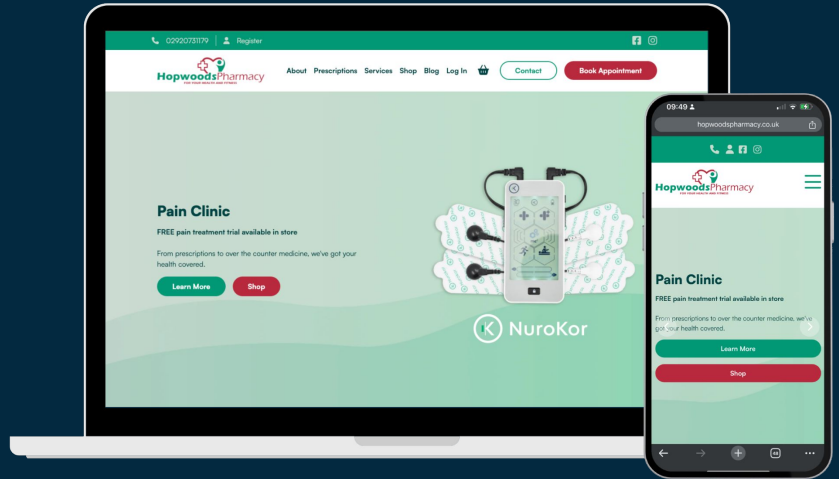 02920731179
Register
HopwoodsPharmacy
FOR YOUR HEALTH AND FITNESS
About Prescriptions Services Shop Blog Log In
Contact
Book Appointment
Pain Clinic
FREE pain treatment trial available in store
From prescriptions to over the counter medicine, we've got your
health covered.
Learn More
Shop
K NuroKor
09:49
hopwoodspharmacy.co.uk
HopwoodsPharmacy
FOR YOUR HEALTH AND FITNESS
Pain Clinic
FREE pain treatment trial available in store
From prescriptions to over the counter medicine, we've
got your health covered.
Learn More
Shop